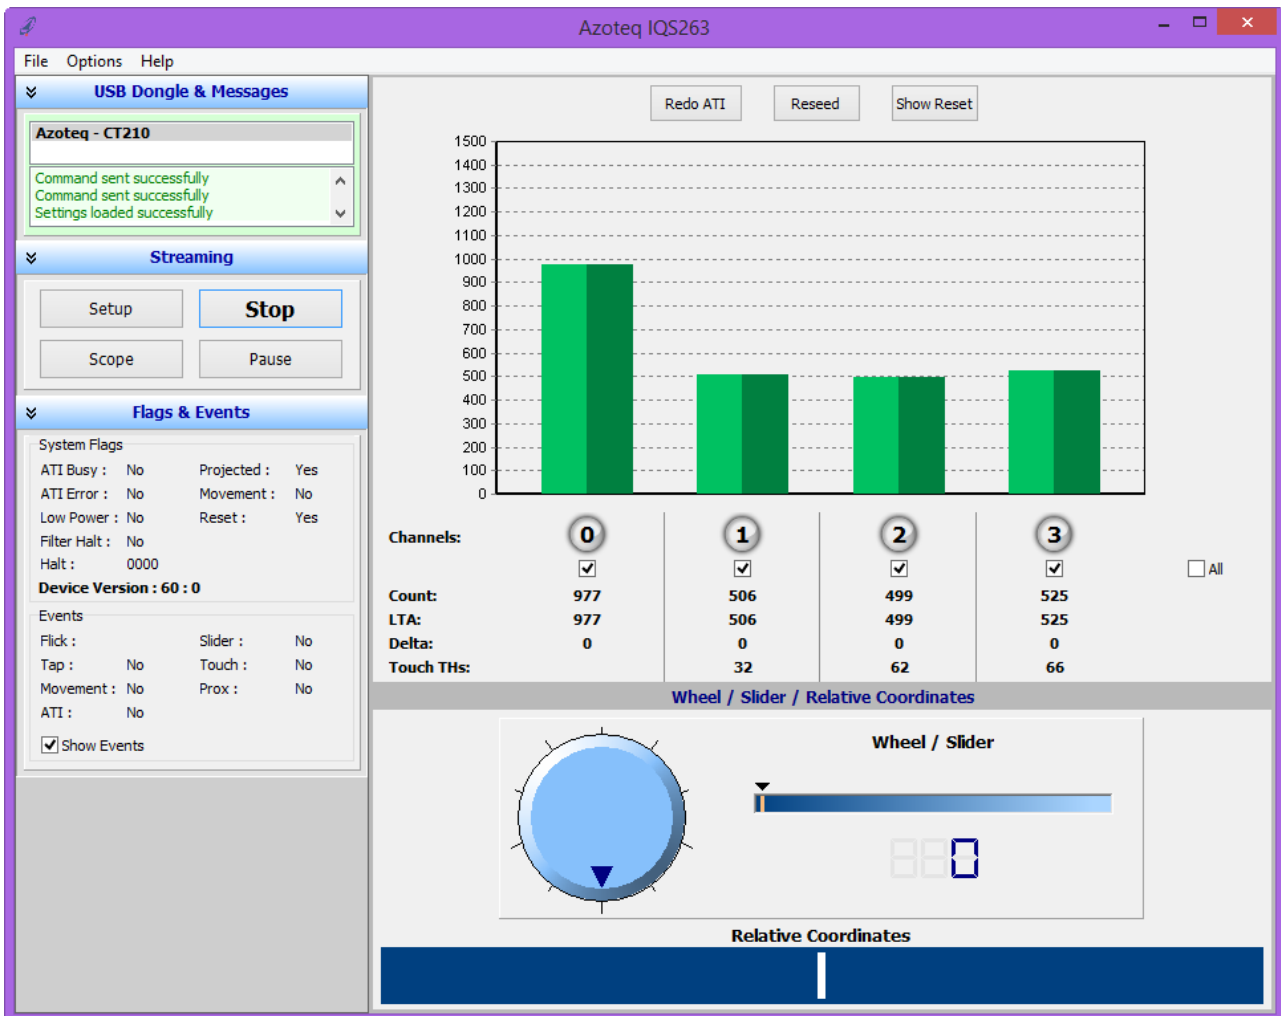 Azoteq IQS263
File Options Help
USB Dongle & Messages
Azoteq - CT210
Command sent successfully
Command sent successfully
Settings loaded successfully
Streaming
Setup Stop
Scope Pause
Flags & Events
System Flags
ATI Busy : No Projected : Yes
ATI Error : No Movement : No
Low Power : No Reset : Yes
Filter Halt : No
Halt : 0000
Device Version : 60 : 0
Events
Flick : Slider : No
Tap : No Touch : No
Movement : No Prox : No
ATI : No
Show Events
Redo ATI Reseed Show Reset
1500
1400
1300
1200
1100
1000
900
800
700
600
500
400
300
200
100
0
Channels: 0 1 2 3
All
Count: 977 506 499 525
LTA: 977 506 499 525
Delta: 0 0 0 0
Touch THs: 32 62 66
Wheel / Slider / Relative Coordinates
Wheel / Slider
0
Relative Coordinates